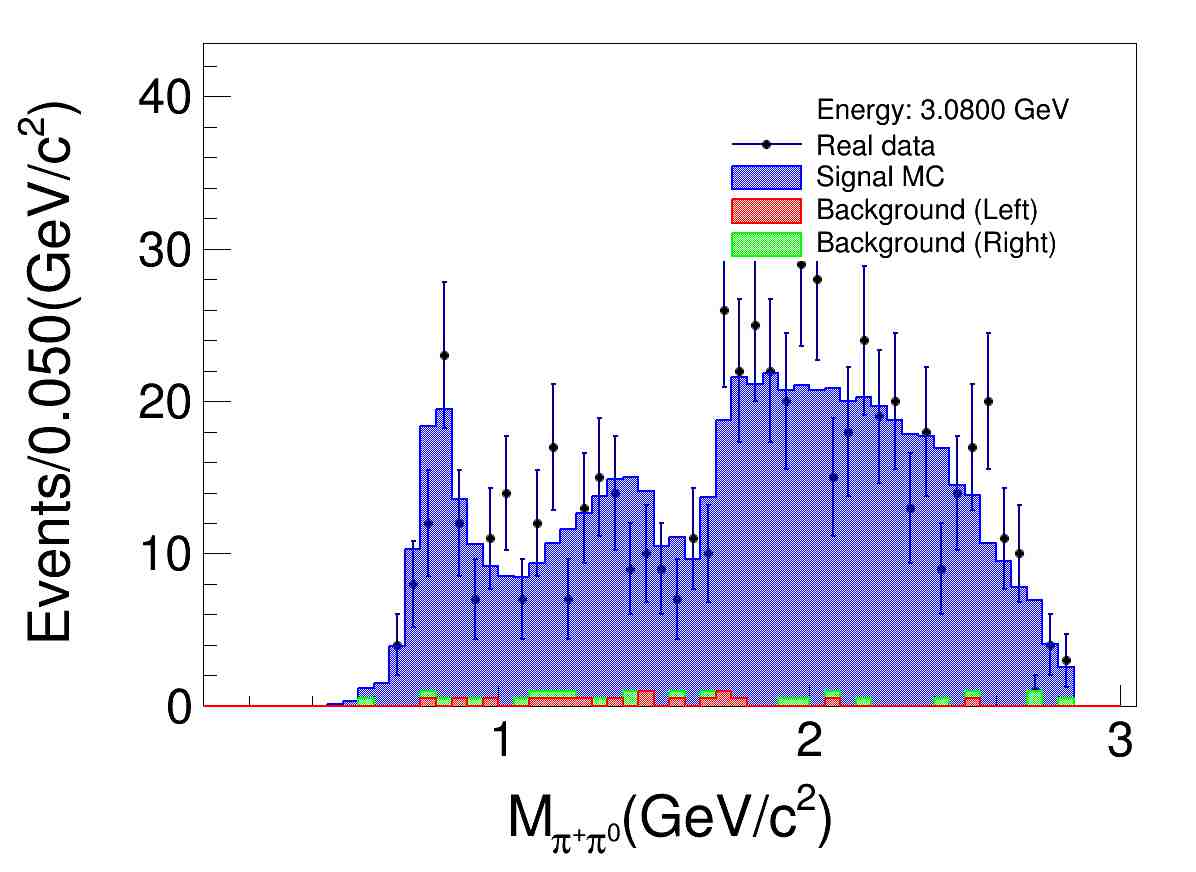 Events/0.050(GeV/c²)
40
30
20
10
0
Energy: 3.0800 GeV
Real data
Signal MC
Background (Left)
Background (Right)
1 2 3
Mπ⁺π⁰(GeV/c²)